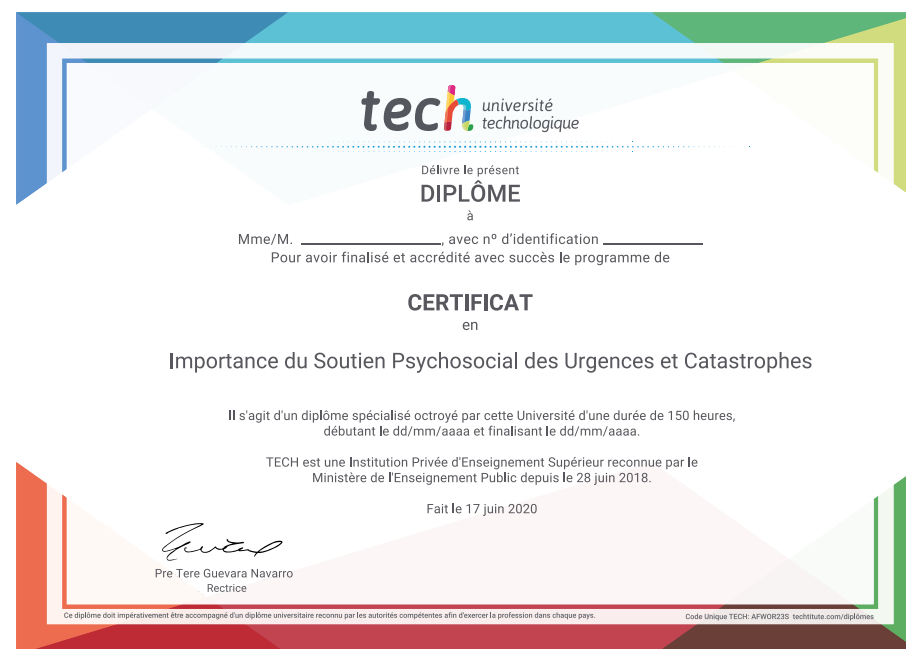 tech université
technologique
Délivre le présent
DIPLÔME
à
Mme/M. ____________________, avec nº d'identification ______________
Pour avoir finalisé et accrédité avec succès le programme de
CERTIFICAT
en
Importance du Soutien Psychosocial des Urgences et Catastrophes
Il s'agit d'un diplôme spécialisé octroyé par cette Université d'une durée de 150 heures,
débutant le dd/mm/aaaa et finalisant le dd/mm/aaaa.
TECH est une Institution Privée d'Enseignement Supérieur reconnue par le
Ministère de l'Enseignement Public depuis le 28 juin 2018.
Fait le 17 juin 2020
Pre Tere Guevara Navarro
Rectrice
Ce diplôme doit impérativement être accompagné d'un diplôme universitaire reconnu par les autorités compétentes afin d'exercer la profession dans chaque pays.
Code Unique TECH: AFWOR23S techtitute.com/diplômes